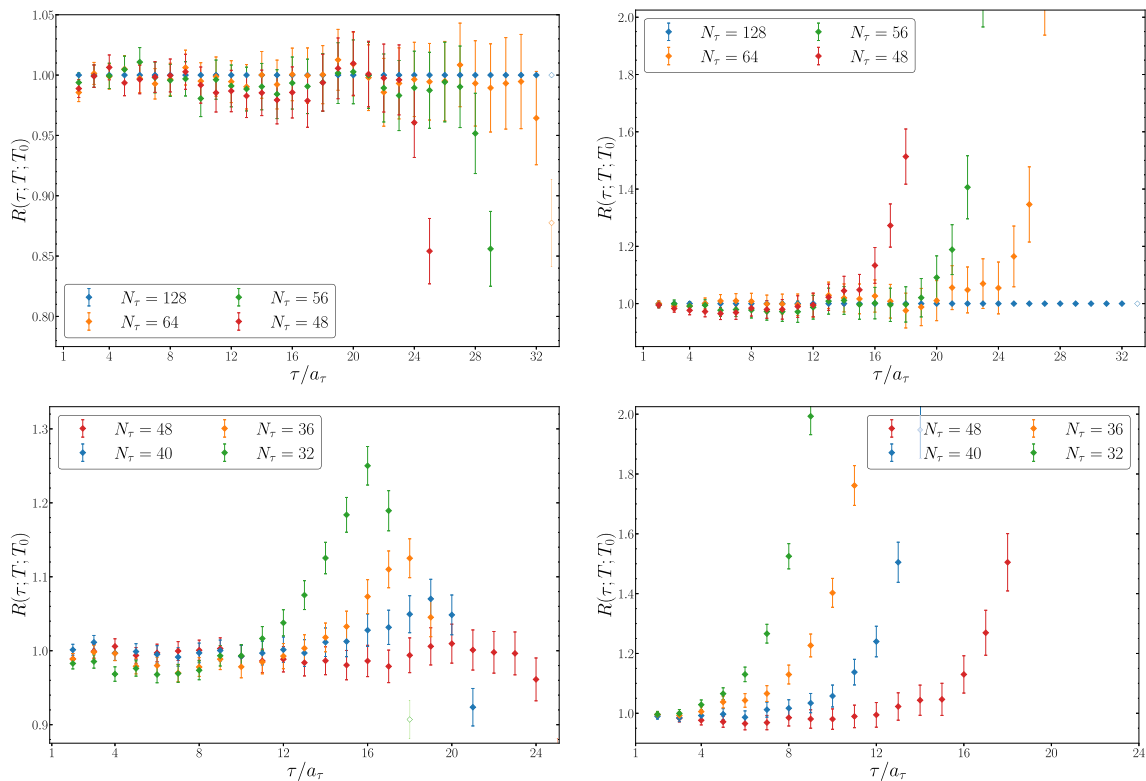 1.05
1.00
0.95
0.90
0.85
0.80
R(τ; T; T₀)
N_τ = 128
N_τ = 64
N_τ = 56
N_τ = 48
1 4 8 12 16 20 24 28 32
τ/a_τ
2.0
1.8
1.6
1.4
1.2
1.0
R(τ; T; T₀)
N_τ = 128
N_τ = 64
N_τ = 56
N_τ = 48
1 4 8 12 16 20 24 28 32
τ/a_τ
1.3
1.2
1.1
1.0
0.9
R(τ; T; T₀)
N_τ = 48
N_τ = 40
N_τ = 36
N_τ = 32
1 4 8 12 16 20 24
τ/a_τ
2.0
1.8
1.6
1.4
1.2
1.0
R(τ; T; T₀)
N_τ = 48
N_τ = 40
N_τ = 36
N_τ = 32
1 4 8 12 16 20 24
τ/a_τ